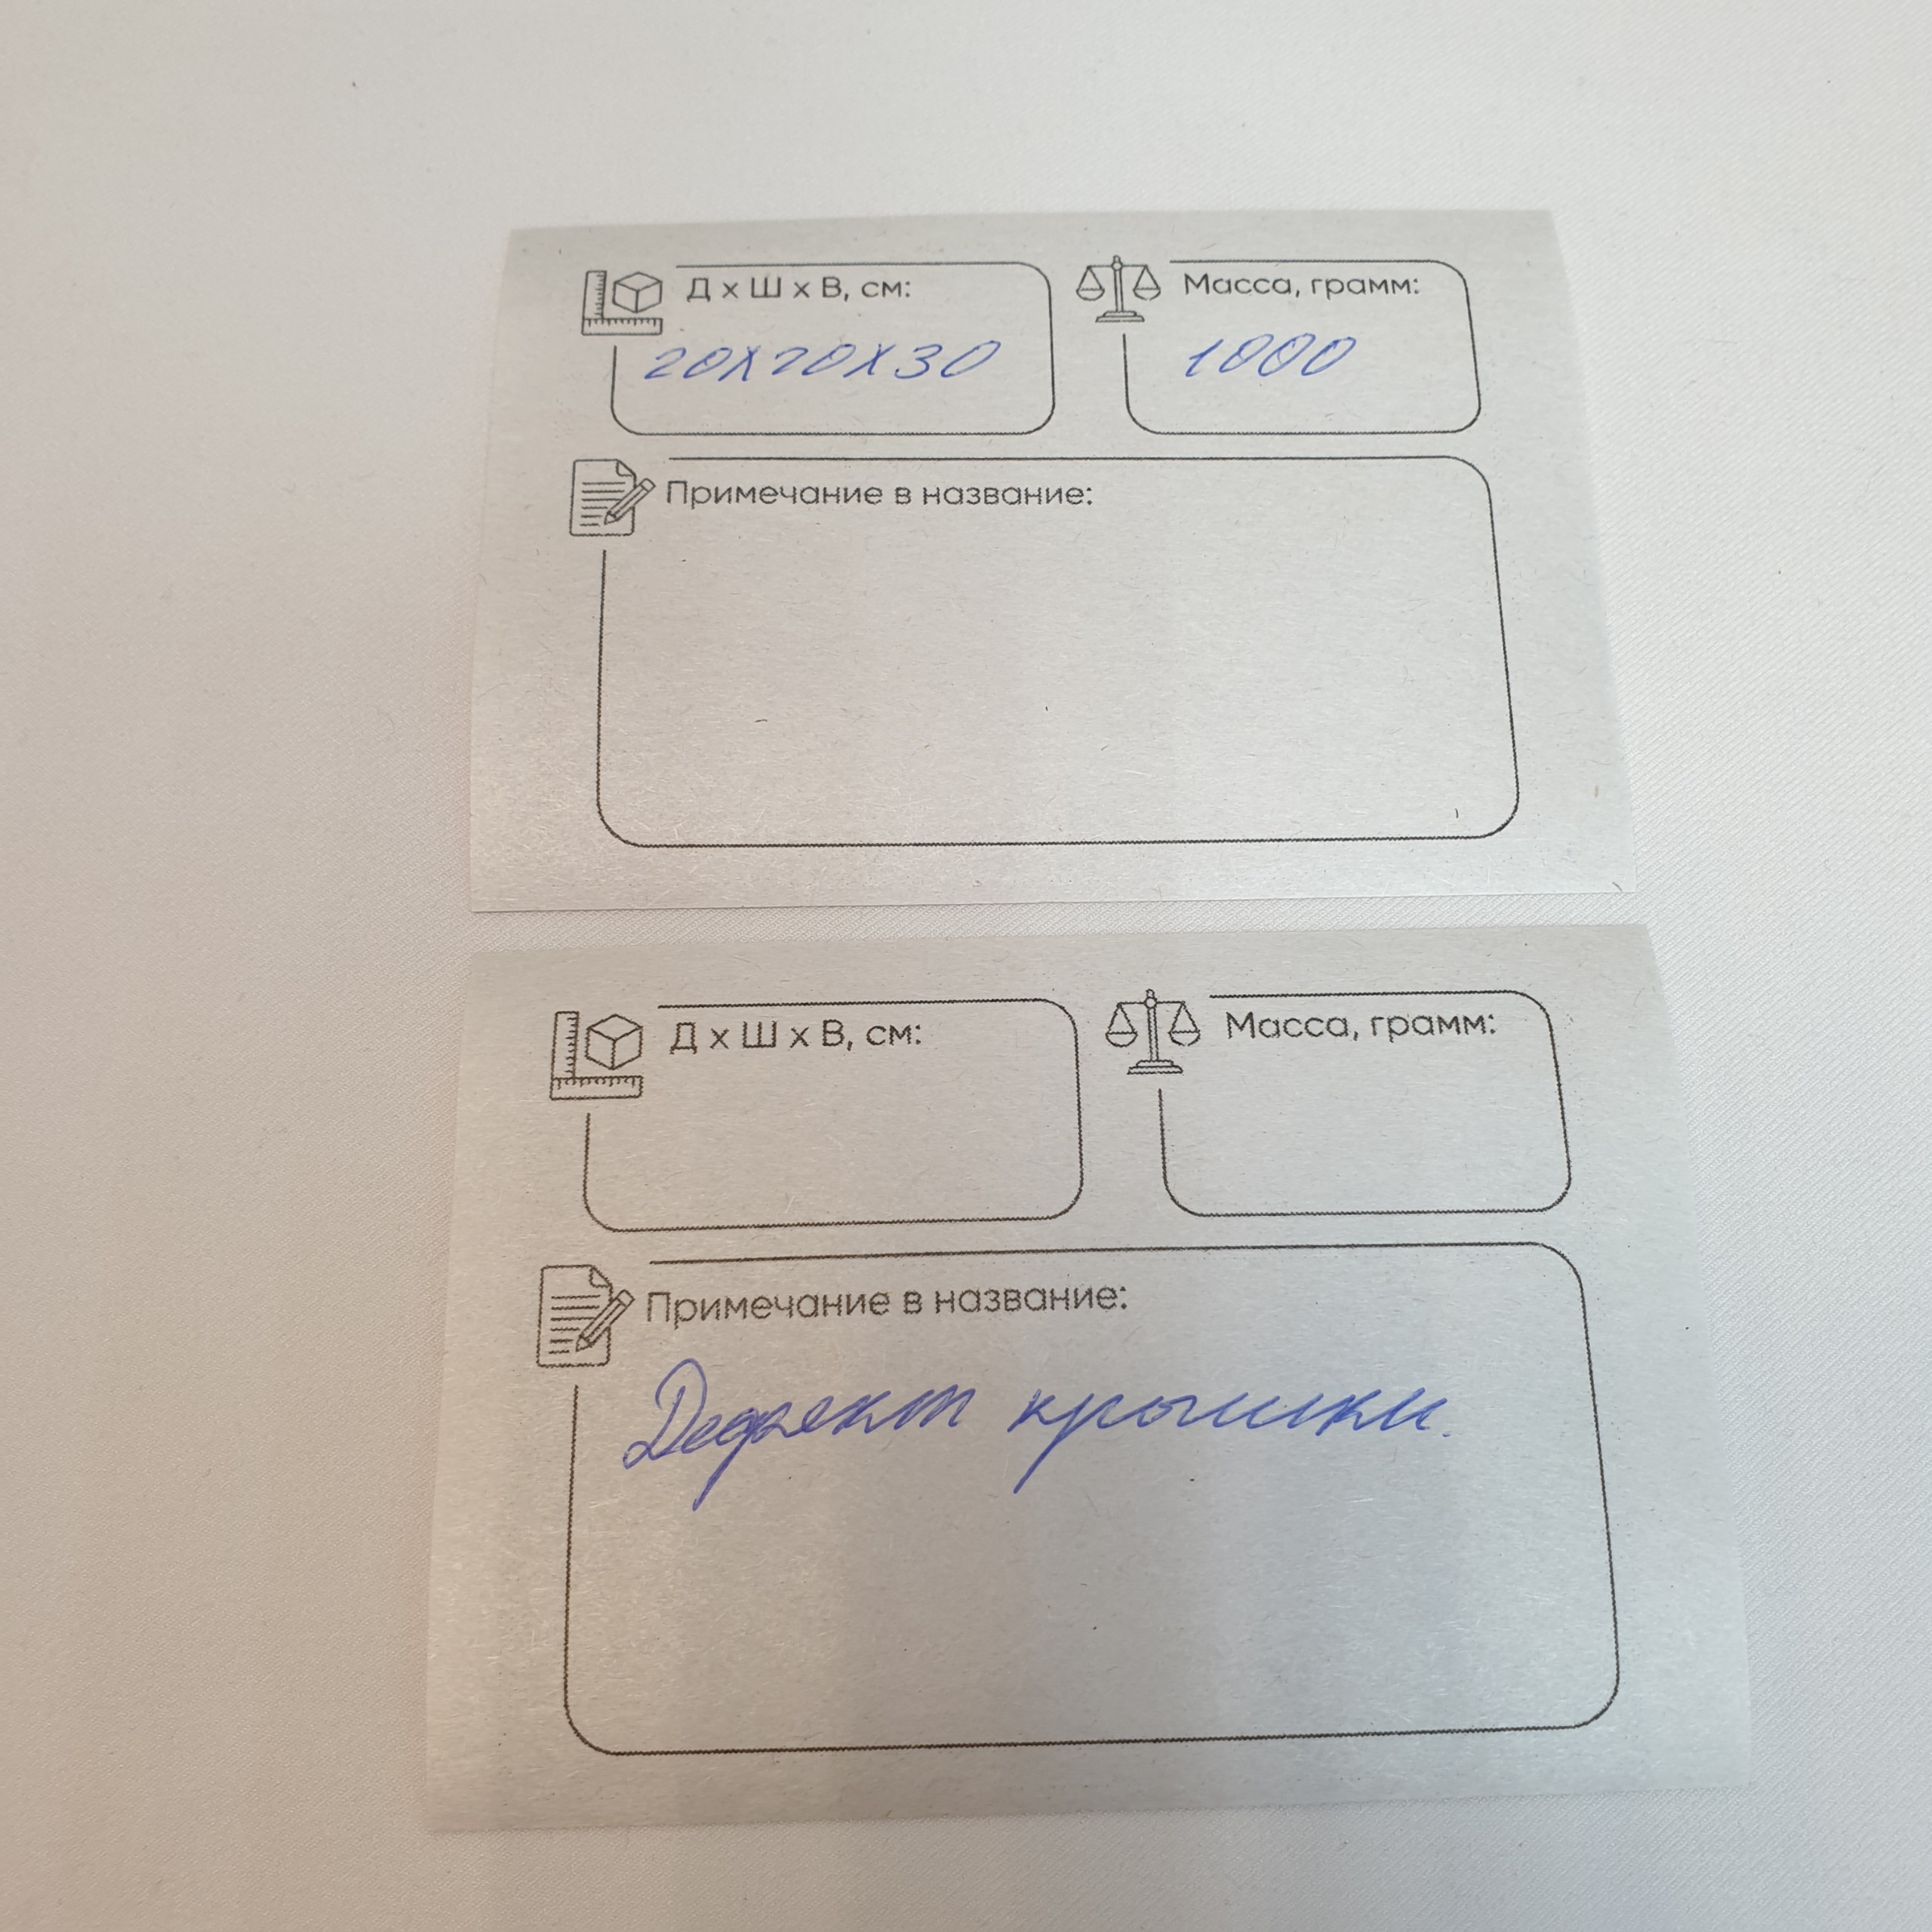 Д х Ш х В, см:
Масса, грамм:
20х20х30
1000
Примечание в название:
Д х Ш х В, см:
Масса, грамм:
Примечание в название:
Дефект крышки.